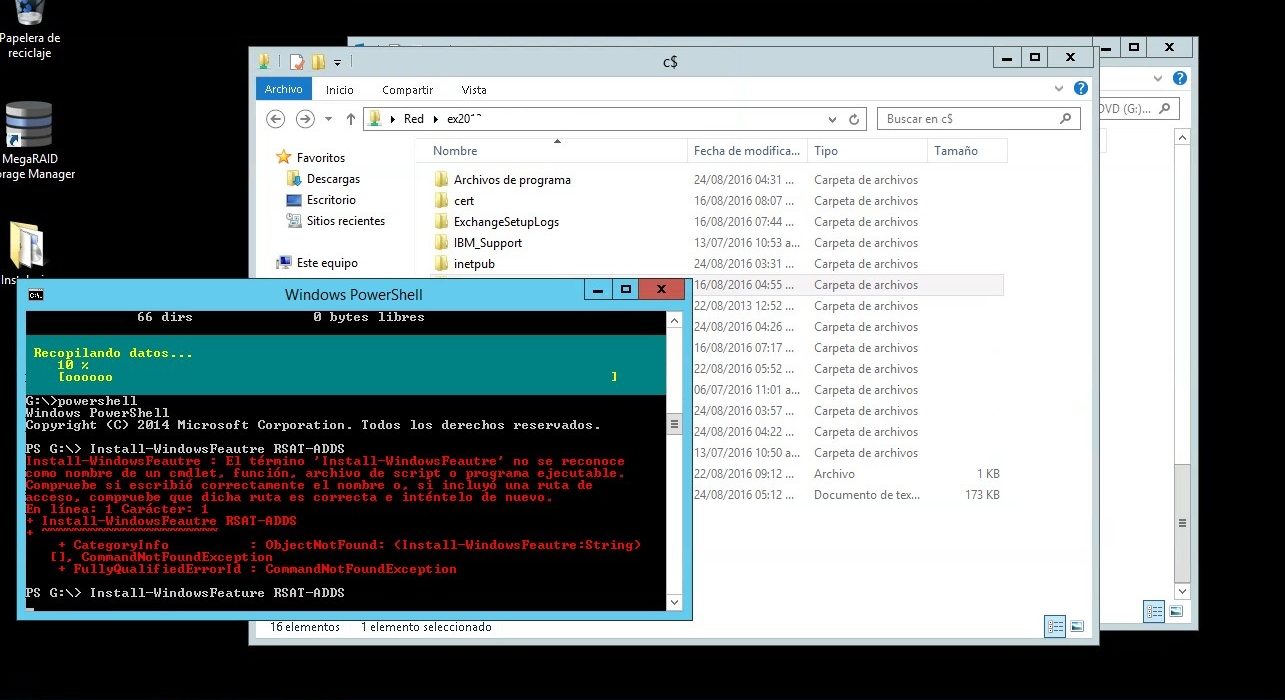 Papelera de
reciclaje
MegaRAID
orage Manager
c$
Archivo Inicio Compartir Vista
Red
Buscar en c$
DVD (G:)...
Nombre Fecha de modifica... Tipo Tamaño
Favoritos
Descargas
Escritorio
Sitios recientes
Este equipo
Archivos de programa 24/08/2016 04:31 ... Carpeta de archivos
cert 16/08/2016 08:07 ... Carpeta de archivos
ExchangeSetupLogs 16/08/2016 07:44 ... Carpeta de archivos
IBM_Support 13/07/2016 10:53 a... Carpeta de archivos
inetpub 24/08/2016 03:31 ... Carpeta de archivos
16/08/2016 04:55 ... Carpeta de archivos
22/08/2013 12:52 ... Carpeta de archivos
24/08/2016 04:26 ... Carpeta de archivos
16/08/2016 07:17 ... Carpeta de archivos
22/08/2016 05:52 ... Carpeta de archivos
06/07/2016 11:01 a... Carpeta de archivos
24/08/2016 03:57 ... Carpeta de archivos
24/08/2016 04:22 ... Carpeta de archivos
13/07/2016 10:50 a... Carpeta de archivos
22/08/2016 09:12 ... Archivo 1 KB
24/08/2016 05:12 ... Documento de tex... 173 KB
16 elementos 1 elemento seleccionado
Windows PowerShell
66 dirs 0 bytes libres
Recopilando datos...
10 %
[oooooo ]
G:\>powershell
Windows PowerShell
Copyright (C) 2014 Microsoft Corporation. Todos los derechos reservados.
PS G:\> Install-WindowsFeautre RSAT-ADDS
Install-WindowsFeautre : El término 'Install-WindowsFeautre' no se reconoce
como nombre de un cmdlet, función, archivo de script o programa ejecutable.
Compruebe si escribió correctamente el nombre o, si incluyó una ruta de
acceso, compruebe que dicha ruta es correcta e inténtelo de nuevo.
En línea: 1 Carácter: 1
+ Install-WindowsFeautre RSAT-ADDS
+ ~~~~~~~~~~~~~~~~~~~~~~
+ CategoryInfo : ObjectNotFound: (Install-WindowsFeautre:String)
[], CommandNotFoundException
+ FullyQualifiedErrorId : CommandNotFoundException
PS G:\> Install-WindowsFeature RSAT-ADDS